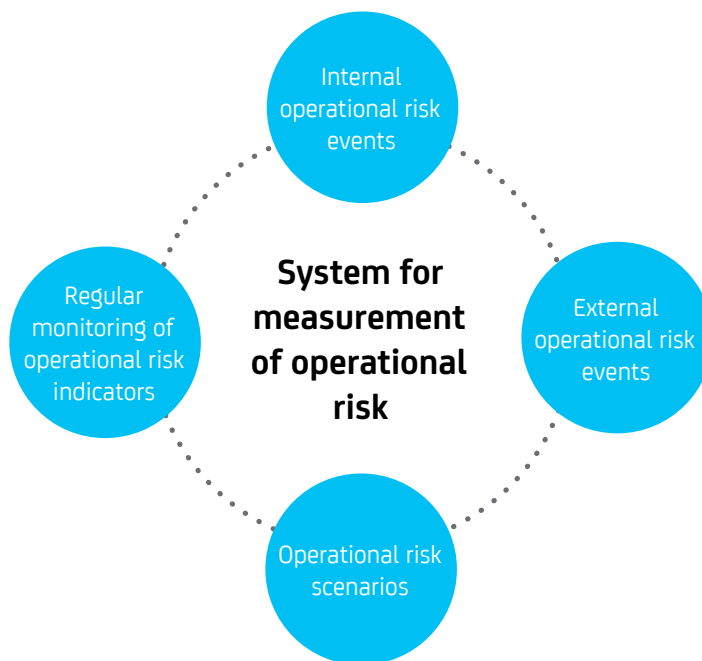 Internal
operational risk
events
System for
measurement
of operational
risk
Regular
monitoring of
operational risk
indicators
External
operational risk
events
Operational risk
scenarios